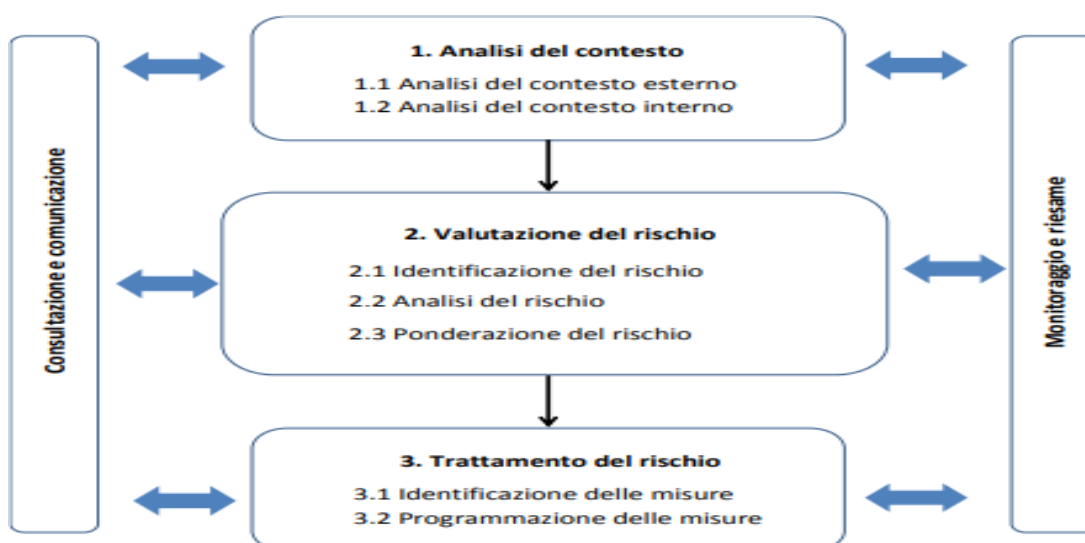 Consultazione e comunicazione
1. Analisi del contesto
1.1 Analisi del contesto esterno
1.2 Analisi del contesto interno
2. Valutazione del rischio
2.1 Identificazione del rischio
2.2 Analisi del rischio
2.3 Ponderazione del rischio
3. Trattamento del rischio
3.1 Identificazione delle misure
3.2 Programmazione delle misure
Monitoraggio e riesame